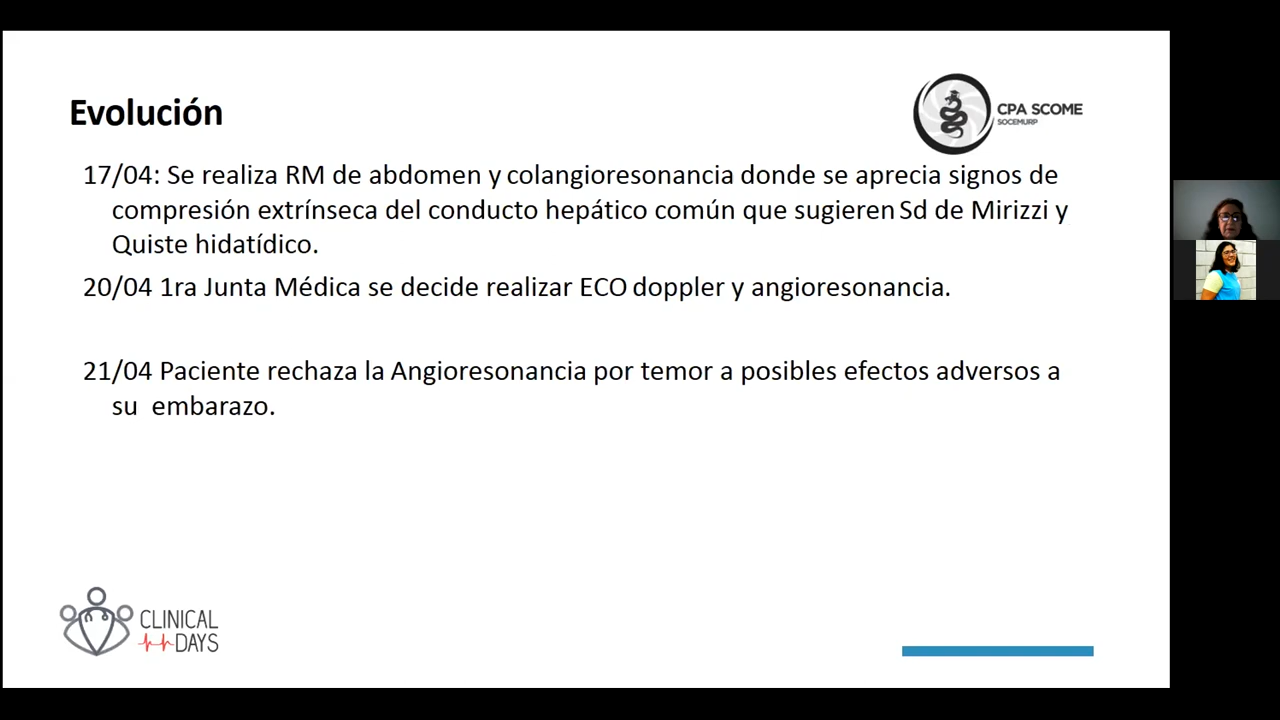 Evolución
CPA SCOME
SOCEMURP
17/04: Se realiza RM de abdomen y colangioresonancia donde se aprecia signos de
compresión extrínseca del conducto hepático común que sugieren Sd de Mirizzi y
Quiste hidatídico.
20/04 1ra Junta Médica se decide realizar ECO doppler y angioresonancia.
21/04 Paciente rechaza la Angioresonancia por temor a posibles efectos adversos a
su embarazo.
CLINICAL
DAYS